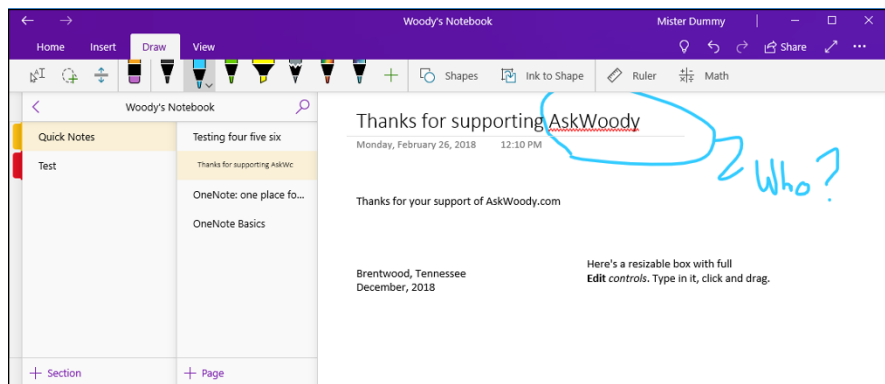 Woody's Notebook
Mister Dummy
Home Insert Draw View
Share
Shapes Ink to Shape Ruler Math
Woody's Notebook
Quick Notes
Test
Testing four five six
Thanks for supporting AskWc
OneNote: one place fo...
OneNote Basics
+ Section
+ Page
Thanks for supporting AskWoody
Monday, February 26, 2018 12:10 PM
Who?
Thanks for your support of AskWoody.com
Here's a resizable box with full
Edit controls. Type in it, click and drag.
Brentwood, Tennessee
December, 2018